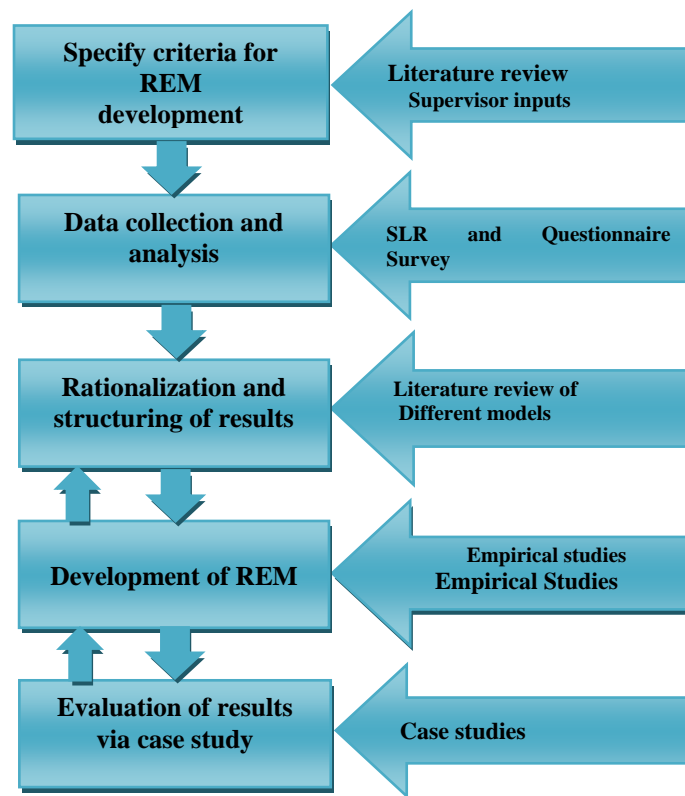 Specify criteria for
REM
development
Literature review
Supervisor inputs
Data collection and
analysis
SLR and Questionnaire
Survey
Rationalization and
structuring of results
Literature review of
Different models
Development of REM
Empirical studies
Empirical Studies
Evaluation of results
via case study
Case studies